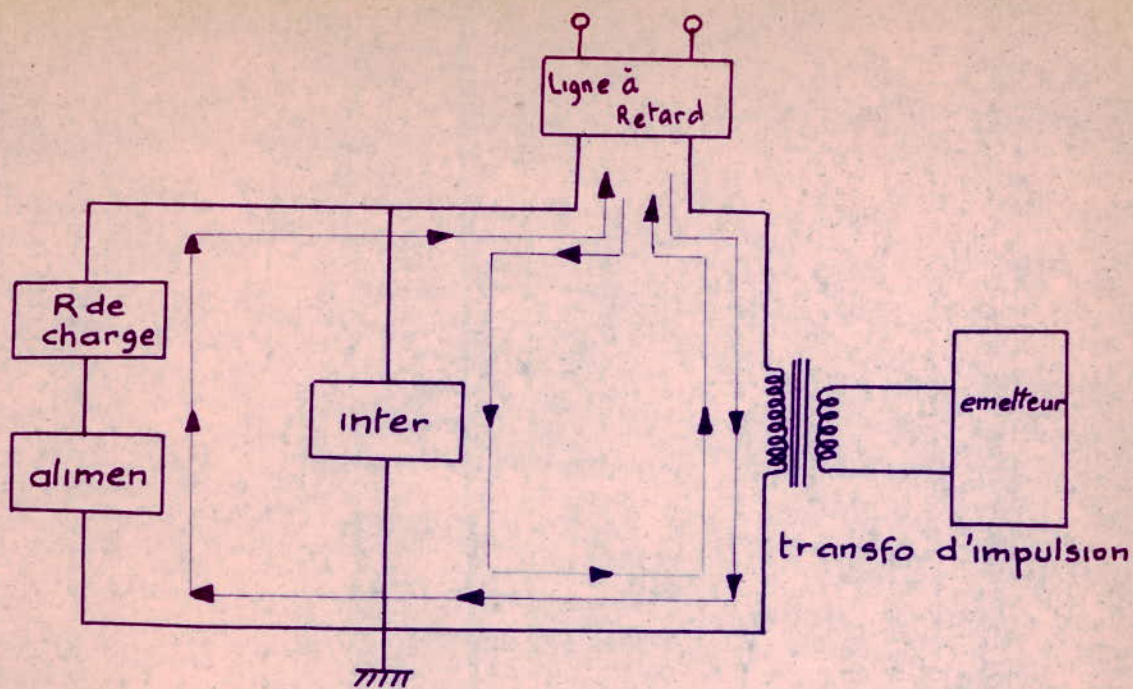 Ligne à
Retard
R de
charge
inter
alimen
emetteur
transfo d'impulsion